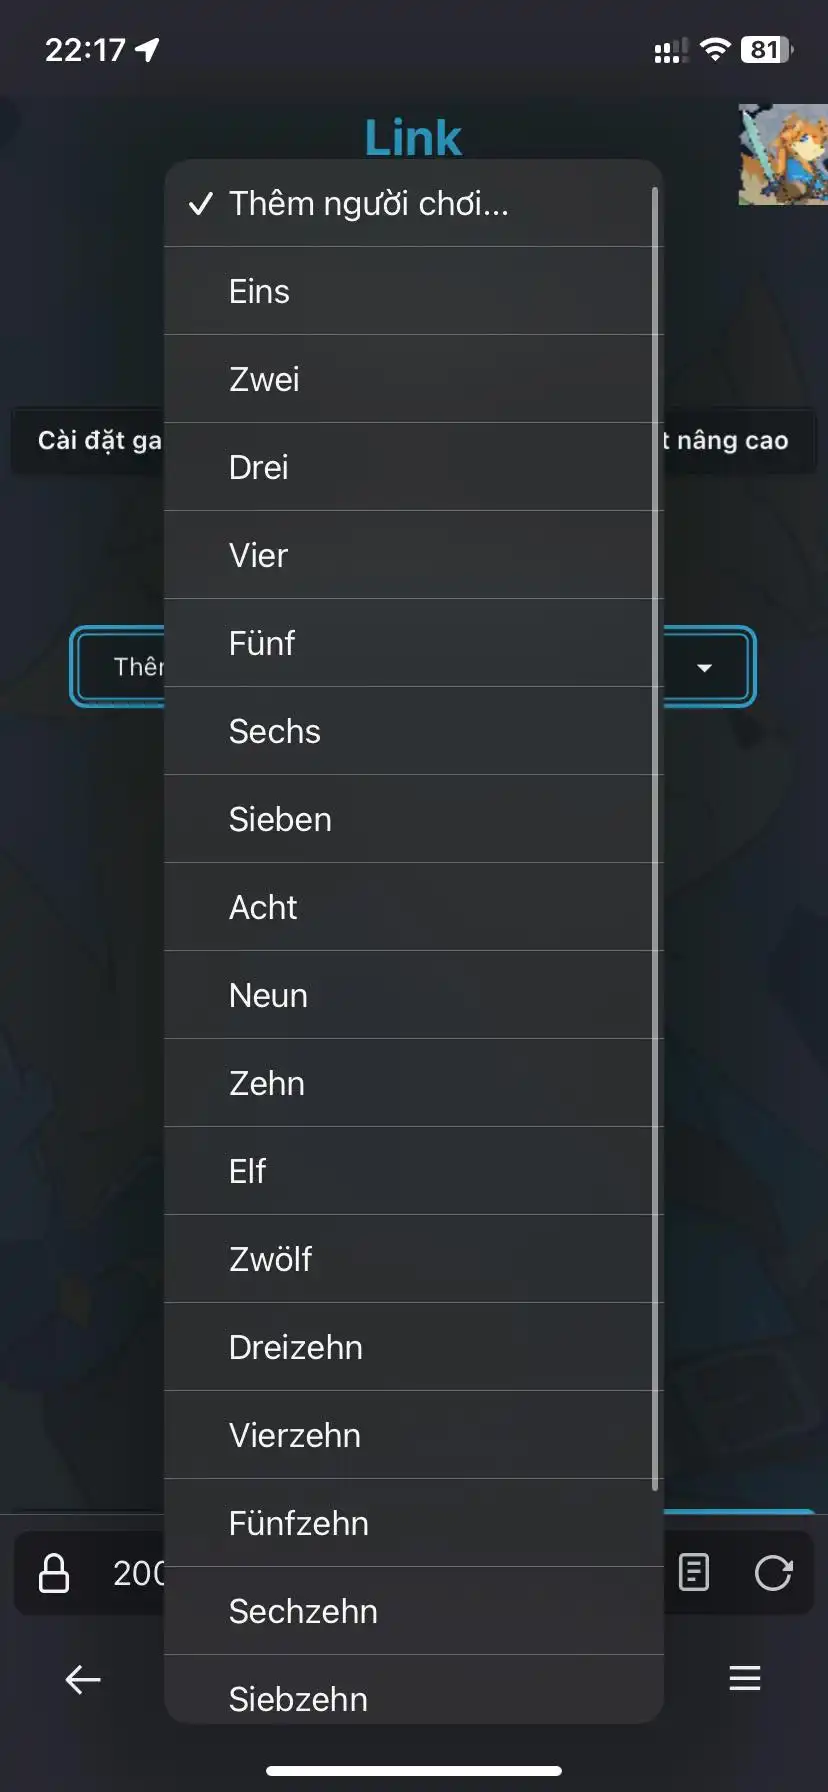 22:17
81
Link
Thêm người chơi...
Eins
Zwei
Drei
Vier
Cài đặt ga
t nâng cao
Fünf
Thêm
Sechs
Sieben
Acht
Neun
Zehn
Elf
Zwölf
Dreizehn
Vierzehn
Fünfzehn
200
Sechzehn
Siebzehn